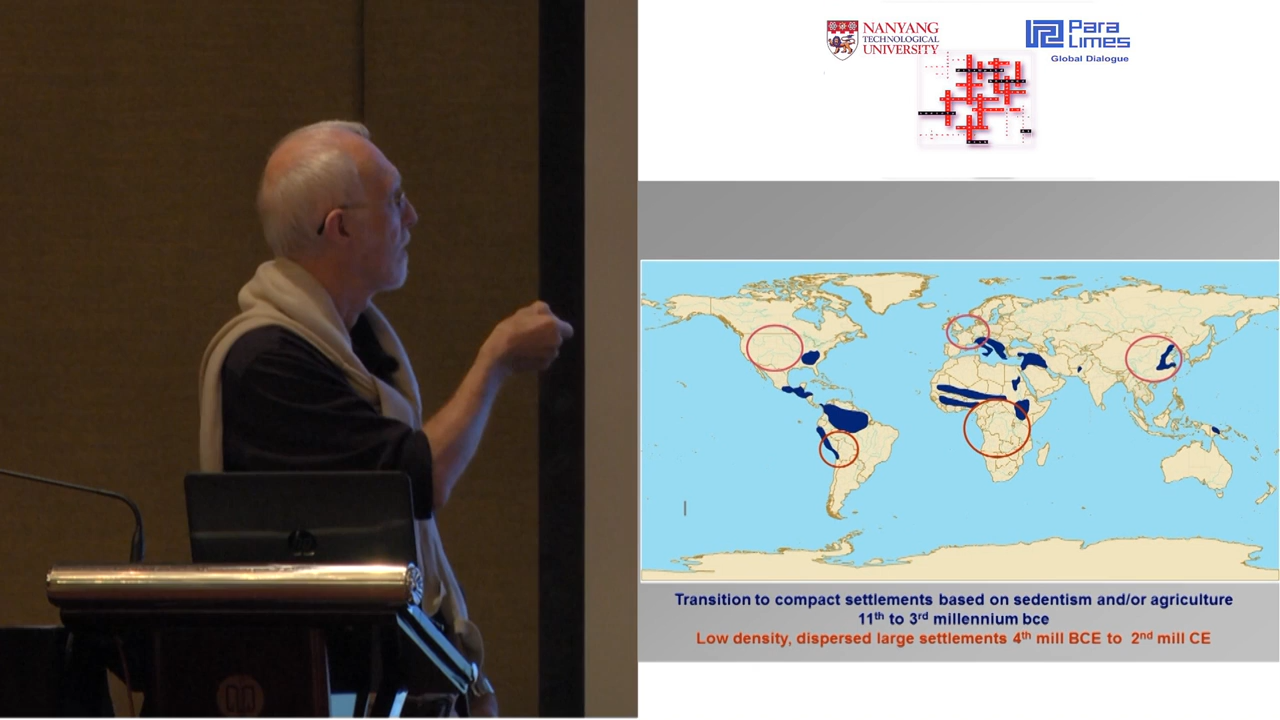 NANYANG
TECHNOLOGICAL
UNIVERSITY
Para
Limes
Global Dialogue
Transition to compact settlements based on sedentism and/or agriculture
11th to 3rd millennium bce
Low density, dispersed large settlements 4th mill BCE to 2nd mill CE